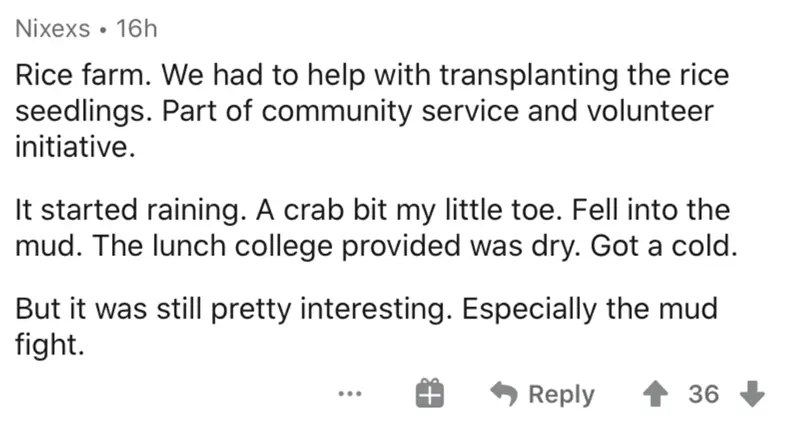 Nixexs • 16h
Rice farm. We had to help with transplanting the rice
seedlings. Part of community service and volunteer
initiative.
It started raining. A crab bit my little toe. Fell into the
mud. The lunch college provided was dry. Got a cold.
But it was still pretty interesting. Especially the mud
fight.
Reply 36